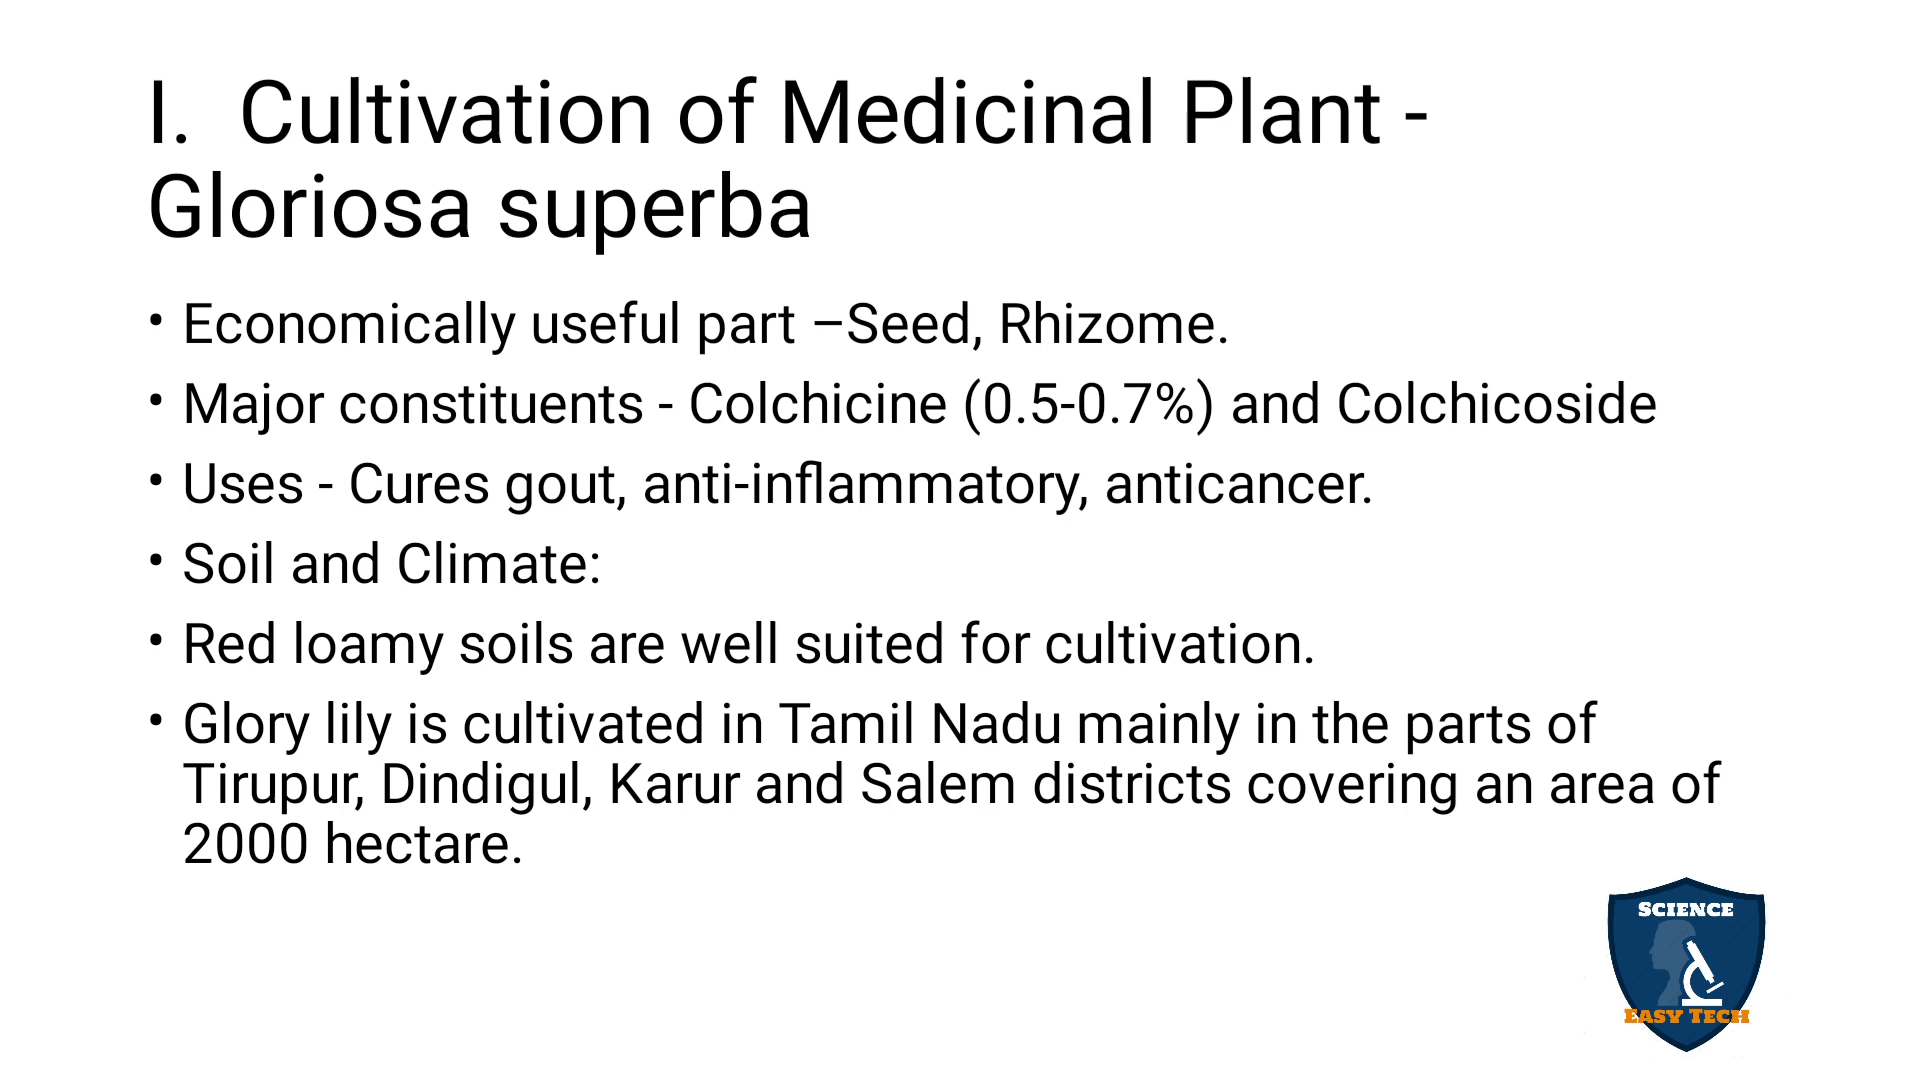 I.  Cultivation of Medicinal Plant -
Gloriosa superba
• Economically useful part –Seed, Rhizome.
• Major constituents - Colchicine (0.5-0.7%) and Colchicoside
• Uses - Cures gout, anti-inflammatory, anticancer.
• Soil and Climate:
• Red loamy soils are well suited for cultivation.
• Glory lily is cultivated in Tamil Nadu mainly in the parts of
Tirupur, Dindigul, Karur and Salem districts covering an area of
2000 hectare.
SCIENCE
EASY TECH